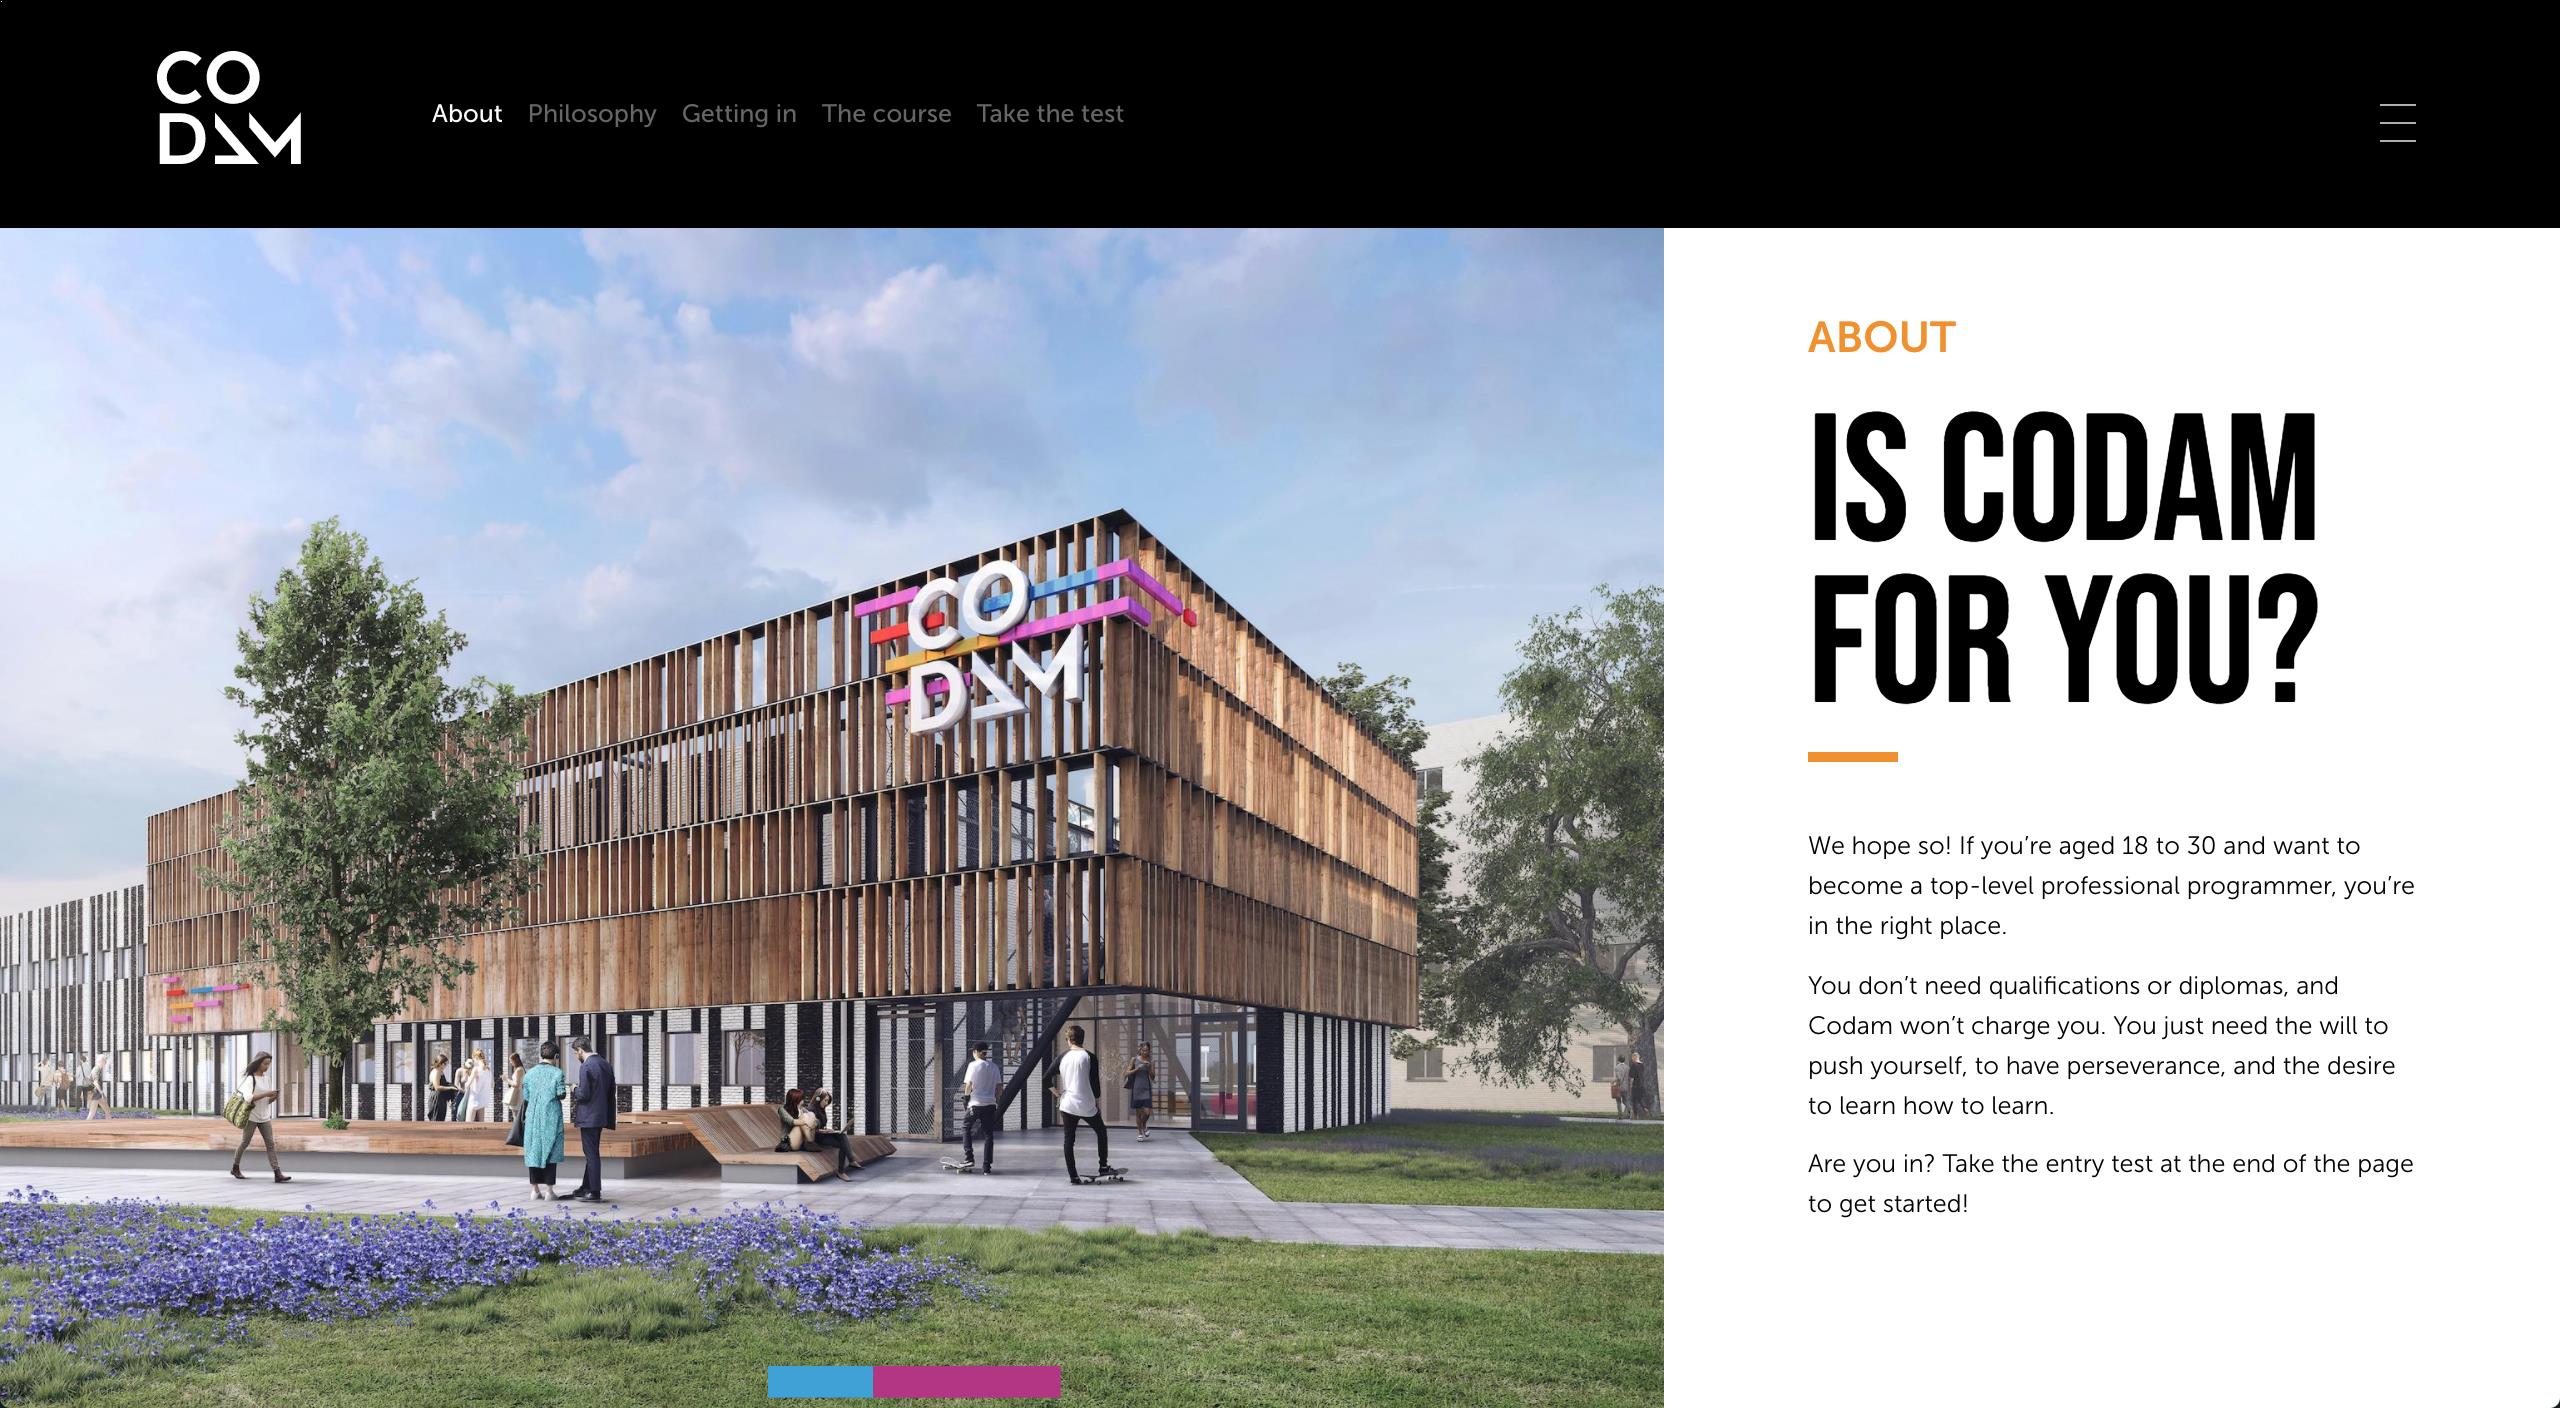 CO
DAM
About Philosophy Getting in The course Take the test
CO
DAM
ABOUT
IS CODAM
FOR YOU?
We hope so! If you’re aged 18 to 30 and want to
become a top-level professional programmer, you’re
in the right place.
You don’t need qualifications or diplomas, and
Codam won’t charge you. You just need the will to
push yourself, to have perseverance, and the desire
to learn how to learn.
Are you in? Take the entry test at the end of the page
to get started!